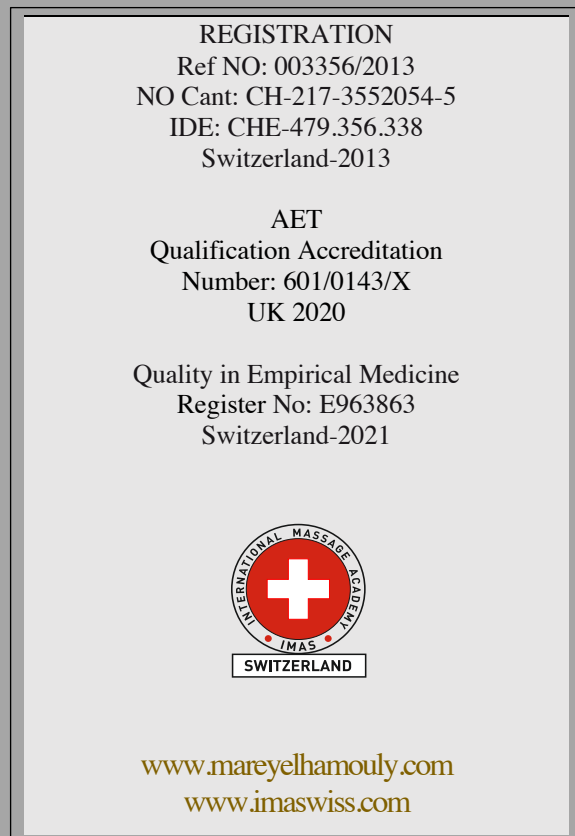 REGISTRATION
Ref NO: 003356/2013
NO Cant: CH-217-3552054-5
IDE: CHE-479.356.338
Switzerland-2013
AET
Qualification Accreditation
Number: 601/0143/X
UK 2020
Quality in Empirical Medicine
Register No: E963863
Switzerland-2021
INTERNATIONAL MASSAGE ACADEMY
IMAS
SWITZERLAND
www.mareyelhamouly.com
www.imaswiss.com